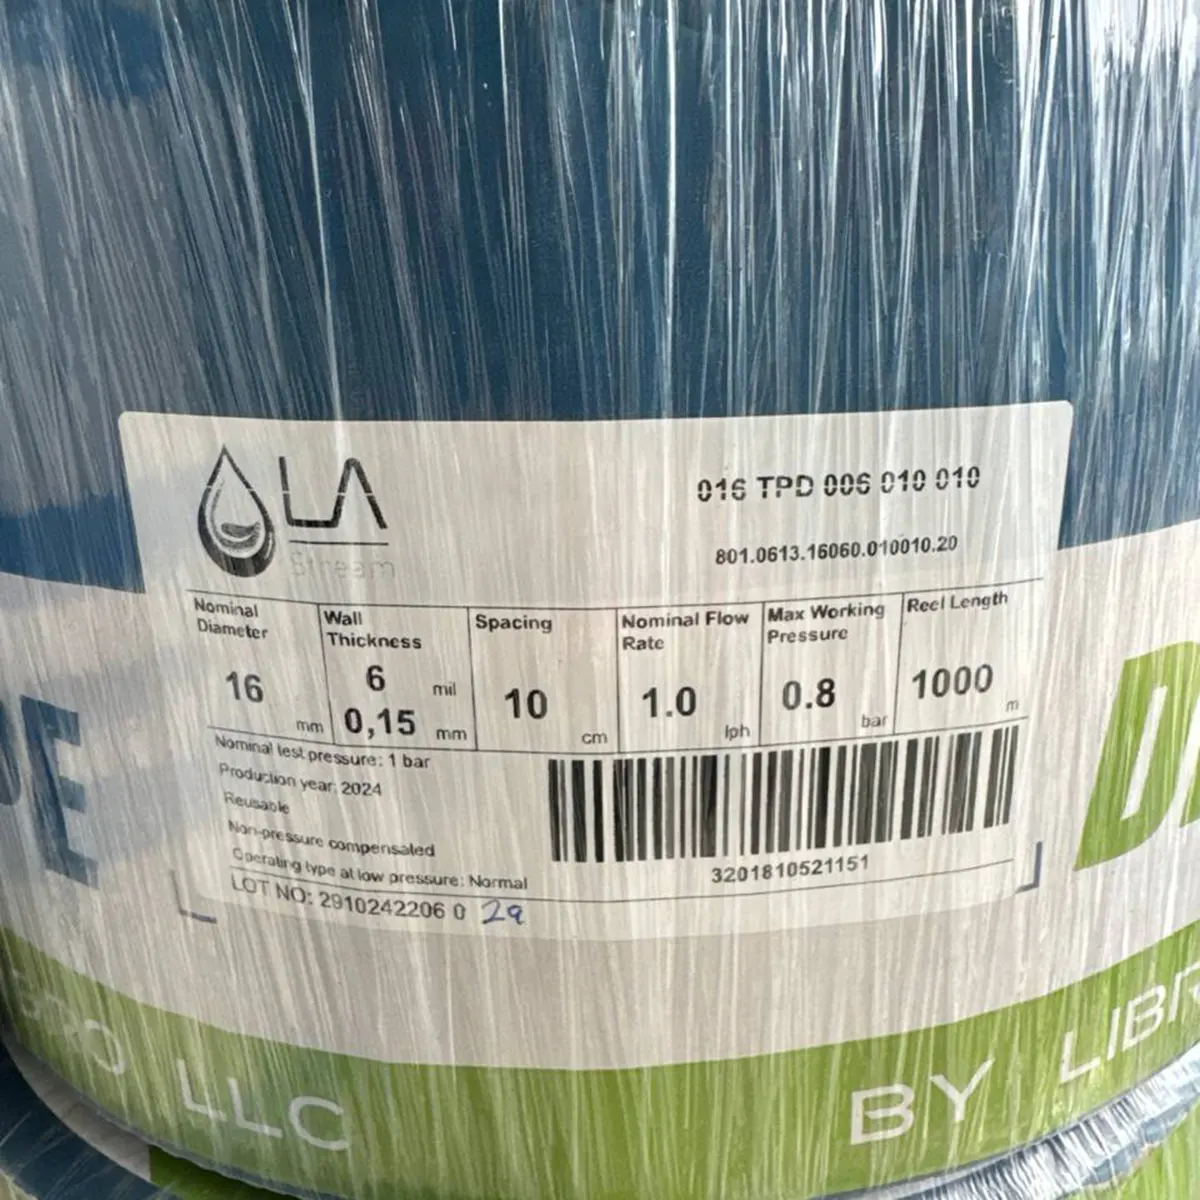 LA
Stream
016 TPD 006 010 010
801.0613.16060.010010.20
Nominal Diameter
16 mm
Wall Thickness
6 mil
0,15 mm
Spacing
10 cm
Nominal Flow Rate
1.0 lph
Max Working Pressure
0.8 bar
Reel Length
1000 m
Nominal test pressure: 1 bar
Production year: 2024
Reusable
Non-pressure compensated
Operating type at low pressure: Normal
LOT NO: 2910242206 0 29
3201810521151
PE
LLC
BY LIBR